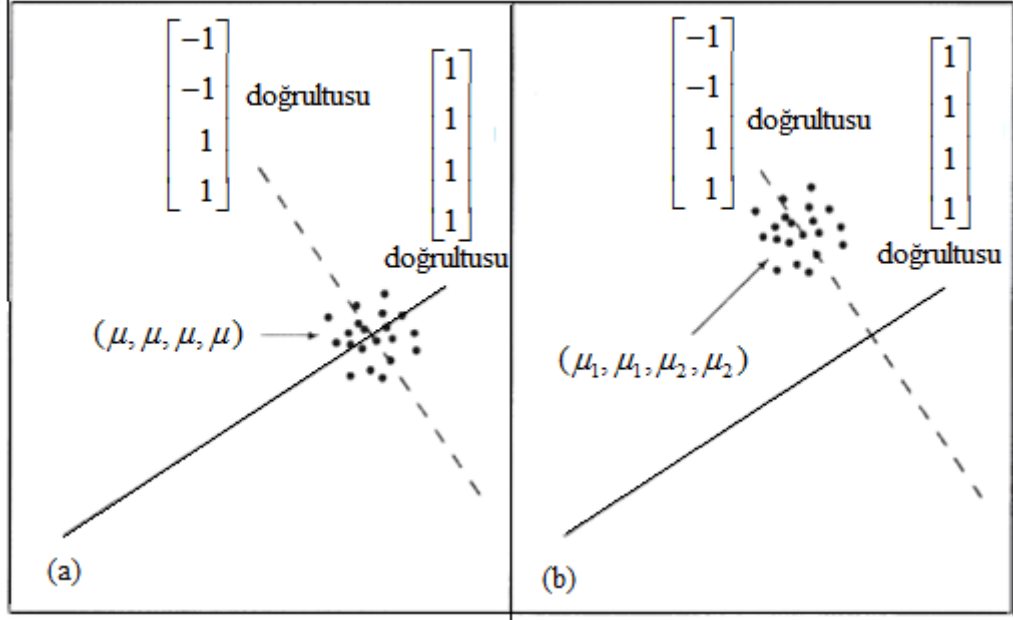 [-1
-1
1
1] doğrultusu
[1
1
1
1]
doğrultusu
(μ, μ, μ, μ)
(a)
[-1
-1
1
1] doğrultusu
[1
1
1
1]
doğrultusu
(μ₁, μ₁, μ₂, μ₂)
(b)